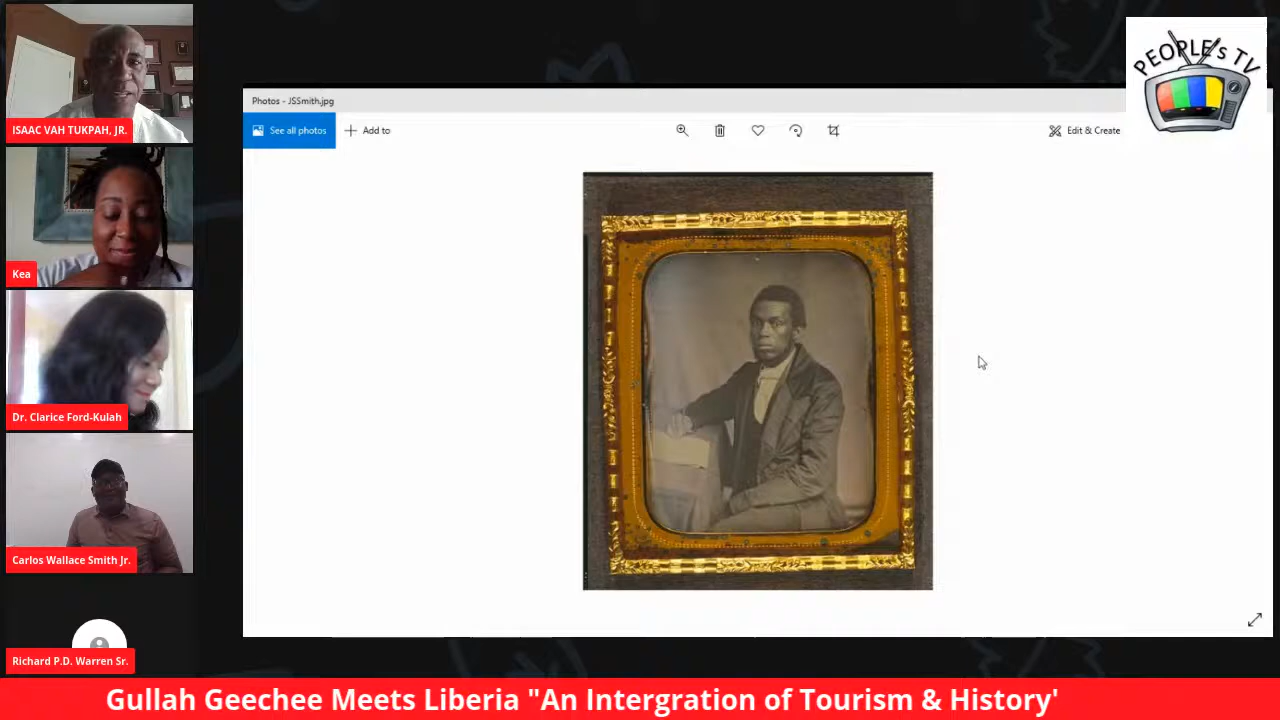 PEOPLE's TV
Photos - JSSmith.jpg
See all photos
Add to
Edit & Create
ISAAC VAH TUKPAH, JR.
Kea
Dr. Clarice Ford-Kulah
Carlos Wallace Smith Jr.
Richard P.D. Warren Sr.
Gullah Geechee Meets Liberia "An Intergration of Tourism & History'